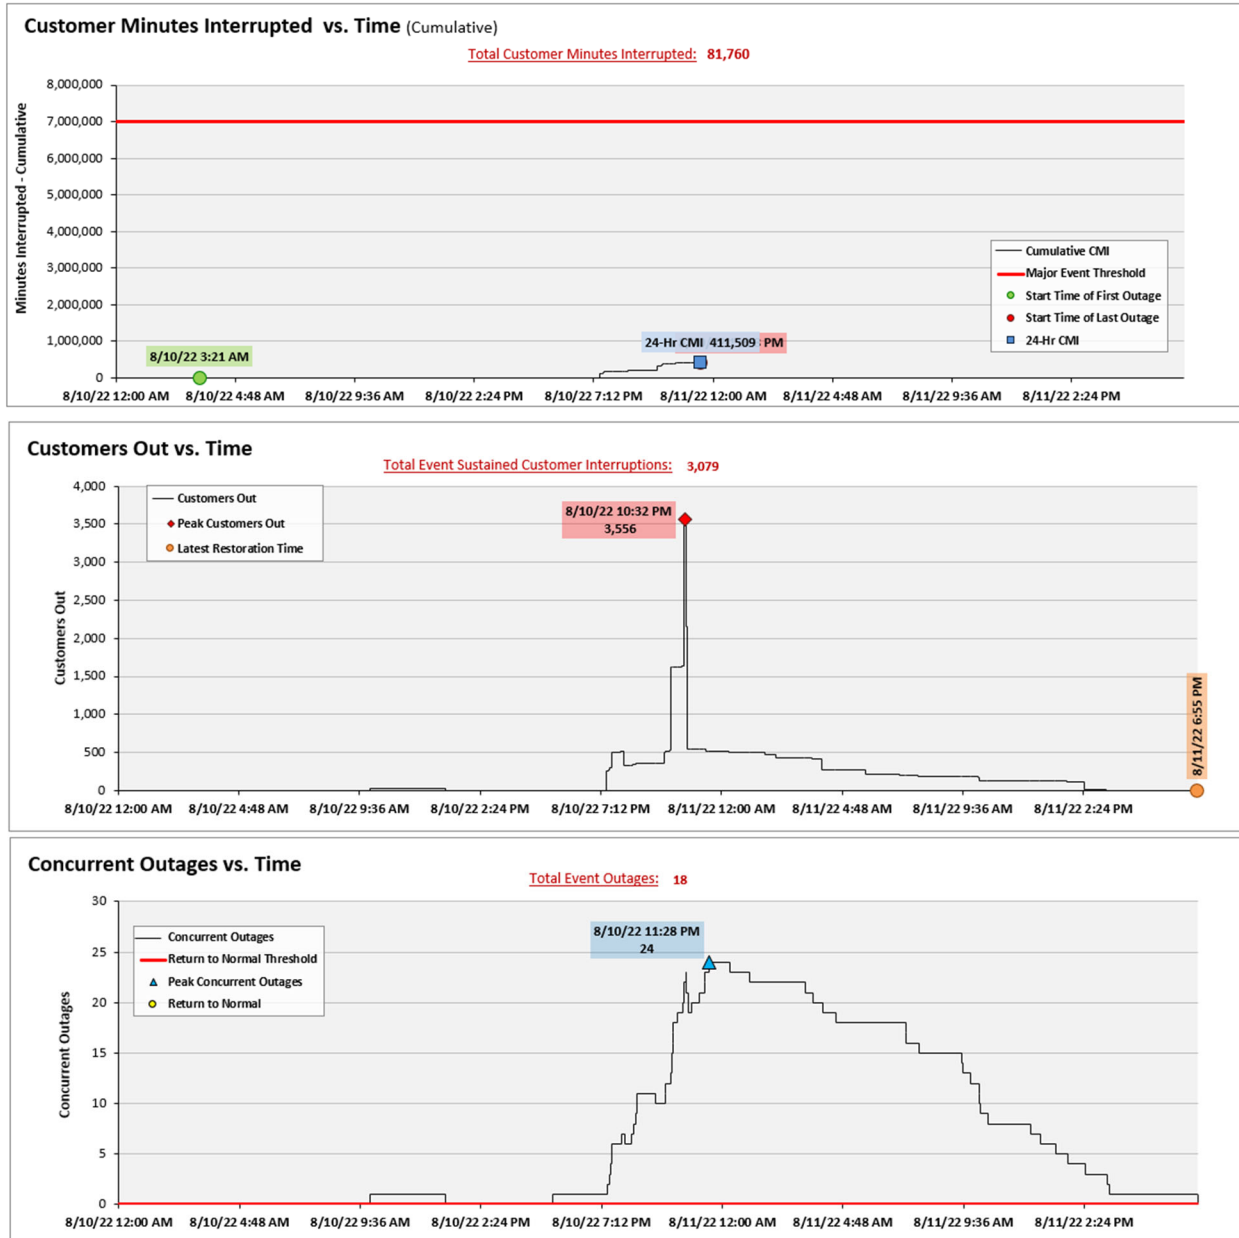 Customer Minutes Interrupted vs. Time (Cumulative)
Total Customer Minutes Interrupted: 81,760
Minutes Interrupted - Cumulative
8,000,000
7,000,000
6,000,000
5,000,000
4,000,000
3,000,000
2,000,000
1,000,000
0
8/10/22 3:21 AM
24-Hr CMI 411,509 PM
Cumulative CMI
Major Event Threshold
Start Time of First Outage
Start Time of Last Outage
24-Hr CMI
8/10/22 12:00 AM 8/10/22 4:48 AM 8/10/22 9:36 AM 8/10/22 2:24 PM 8/10/22 7:12 PM 8/11/22 12:00 AM 8/11/22 4:48 AM 8/11/22 9:36 AM 8/11/22 2:24 PM
Customers Out vs. Time
Total Event Sustained Customer Interruptions: 3,079
Customers Out
4,000
3,500
3,000
2,500
2,000
1,500
1,000
500
0
Customers Out
Peak Customers Out
Latest Restoration Time
8/10/22 10:32 PM
3,556
8/11/22 6:55 PM
8/10/22 12:00 AM 8/10/22 4:48 AM 8/10/22 9:36 AM 8/10/22 2:24 PM 8/10/22 7:12 PM 8/11/22 12:00 AM 8/11/22 4:48 AM 8/11/22 9:36 AM 8/11/22 2:24 PM
Concurrent Outages vs. Time
Total Event Outages: 18
Concurrent Outages
30
25
20
15
10
5
0
Concurrent Outages
Return to Normal Threshold
Peak Concurrent Outages
Return to Normal
8/10/22 11:28 PM
24
8/10/22 12:00 AM 8/10/22 4:48 AM 8/10/22 9:36 AM 8/10/22 2:24 PM 8/10/22 7:12 PM 8/11/22 12:00 AM 8/11/22 4:48 AM 8/11/22 9:36 AM 8/11/22 2:24 PM